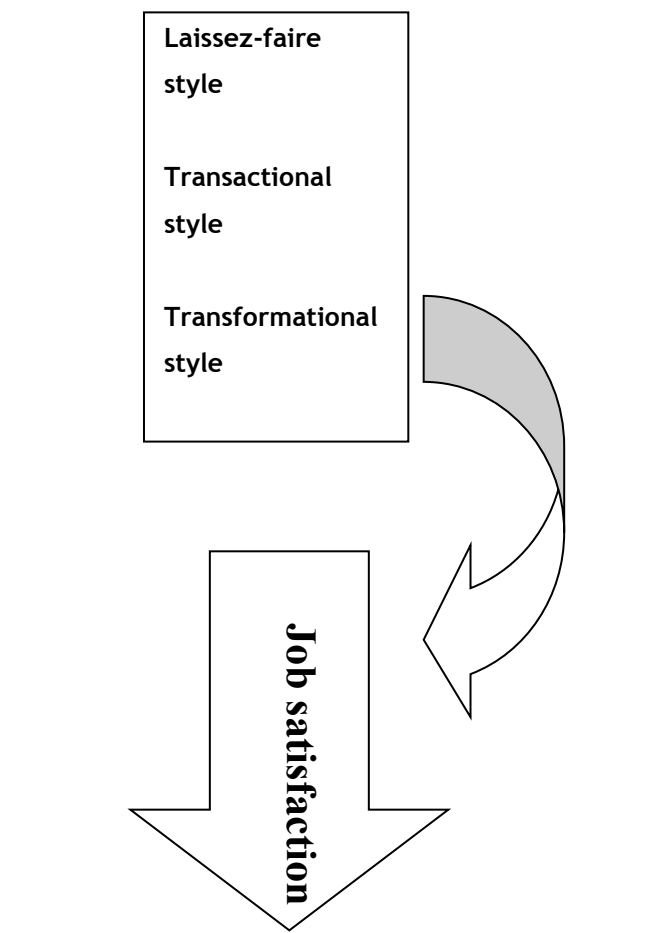 Laissez-faire
style
Transactional
style
Transformational
style
Job satisfaction